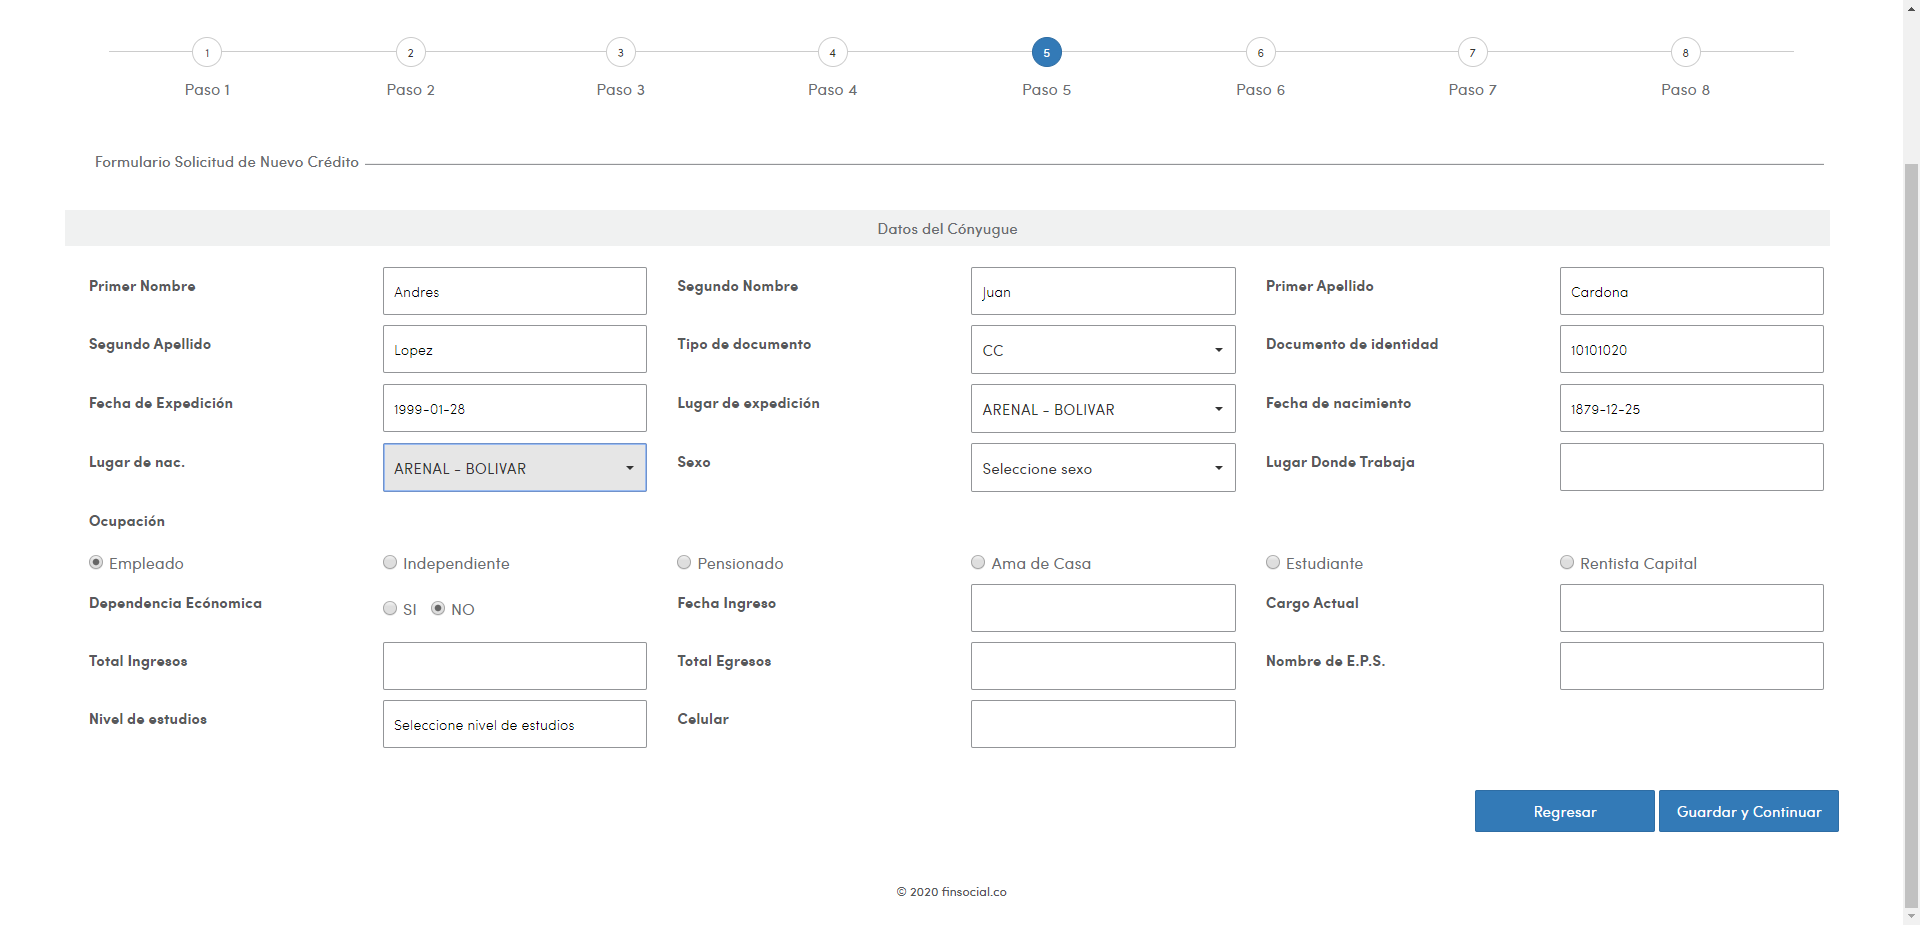 1 2 3 4 5 6 7 8
Paso 1 Paso 2 Paso 3 Paso 4 Paso 5 Paso 6 Paso 7 Paso 8
Formulario Solicitud de Nuevo Crédito
Datos del Cónyugue
Primer Nombre Andres Segundo Nombre Juan Primer Apellido Cardona
Segundo Apellido Lopez Tipo de documento CC Documento de identidad 10101020
Fecha de Expedición 1999-01-28 Lugar de expedición ARENAL - BOLIVAR Fecha de nacimiento 1879-12-25
Lugar de nac. ARENAL - BOLIVAR Sexo Seleccione sexo Lugar Donde Trabaja
Ocupación
Empleado Independiente Pensionado Ama de Casa Estudiante Rentista Capital
Dependencia Ecónomica SI NO Fecha Ingreso Cargo Actual
Total Ingresos Total Egresos Nombre de E.P.S.
Nivel de estudios Seleccione nivel de estudios Celular
Regresar Guardar y Continuar
© 2020 finsocial.co